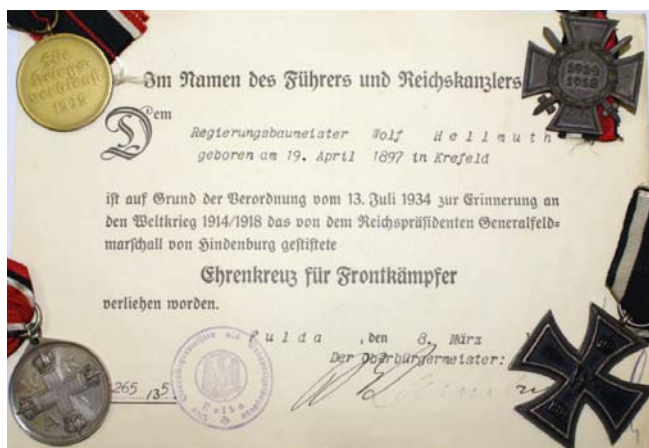 Für
Kriegs-
verdienst
1939
1914
1918
Im Namen des Führers und Reichskanzlers
Dem
Regierungsbaumeister Wolf Hellmuth
geboren am 19. April 1897 in Krefeld
ist auf Grund der Verordnung vom 13. Juli 1934 zur Erinnerung an
den Weltkrieg 1914/1918 das von dem Reichspräsidenten Generalfeld=
marschall von Hindenburg gestiftete
Ehrenkreuz für Frontkämpfer
verliehen worden.
Fulda, den 8. März
Der Oberbürgermeister:
265 /35
Fulda